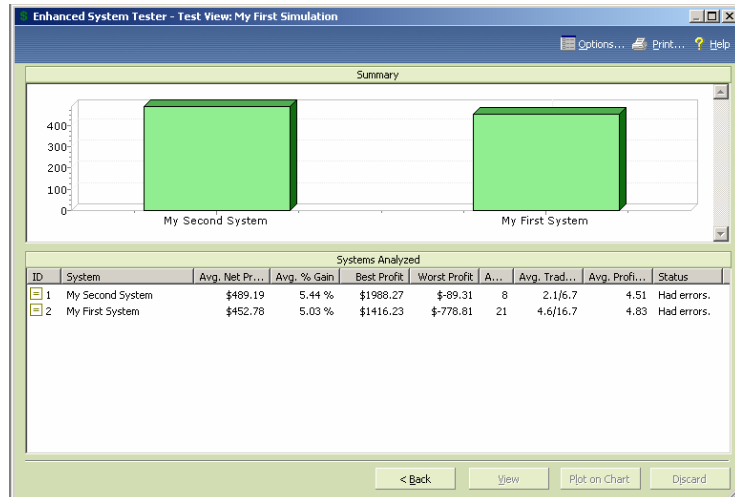 Enhanced System Tester - Test View: My First Simulation
Options... Print... ? Help
Summary
400
300
200
100
0
My Second System My First System
Systems Analyzed
ID System Avg. Net Pr... Avg. % Gain Best Profit Worst Profit A... Avg. Trad... Avg. Profi... Status
1 My Second System $489.19 5.44 % $1988.27 $-89.31 8 2.1/6.7 4.51 Had errors.
2 My First System $452.78 5.03 % $1416.23 $-778.81 21 4.6/16.7 4.83 Had errors.
< Back View Plot on Chart Discard